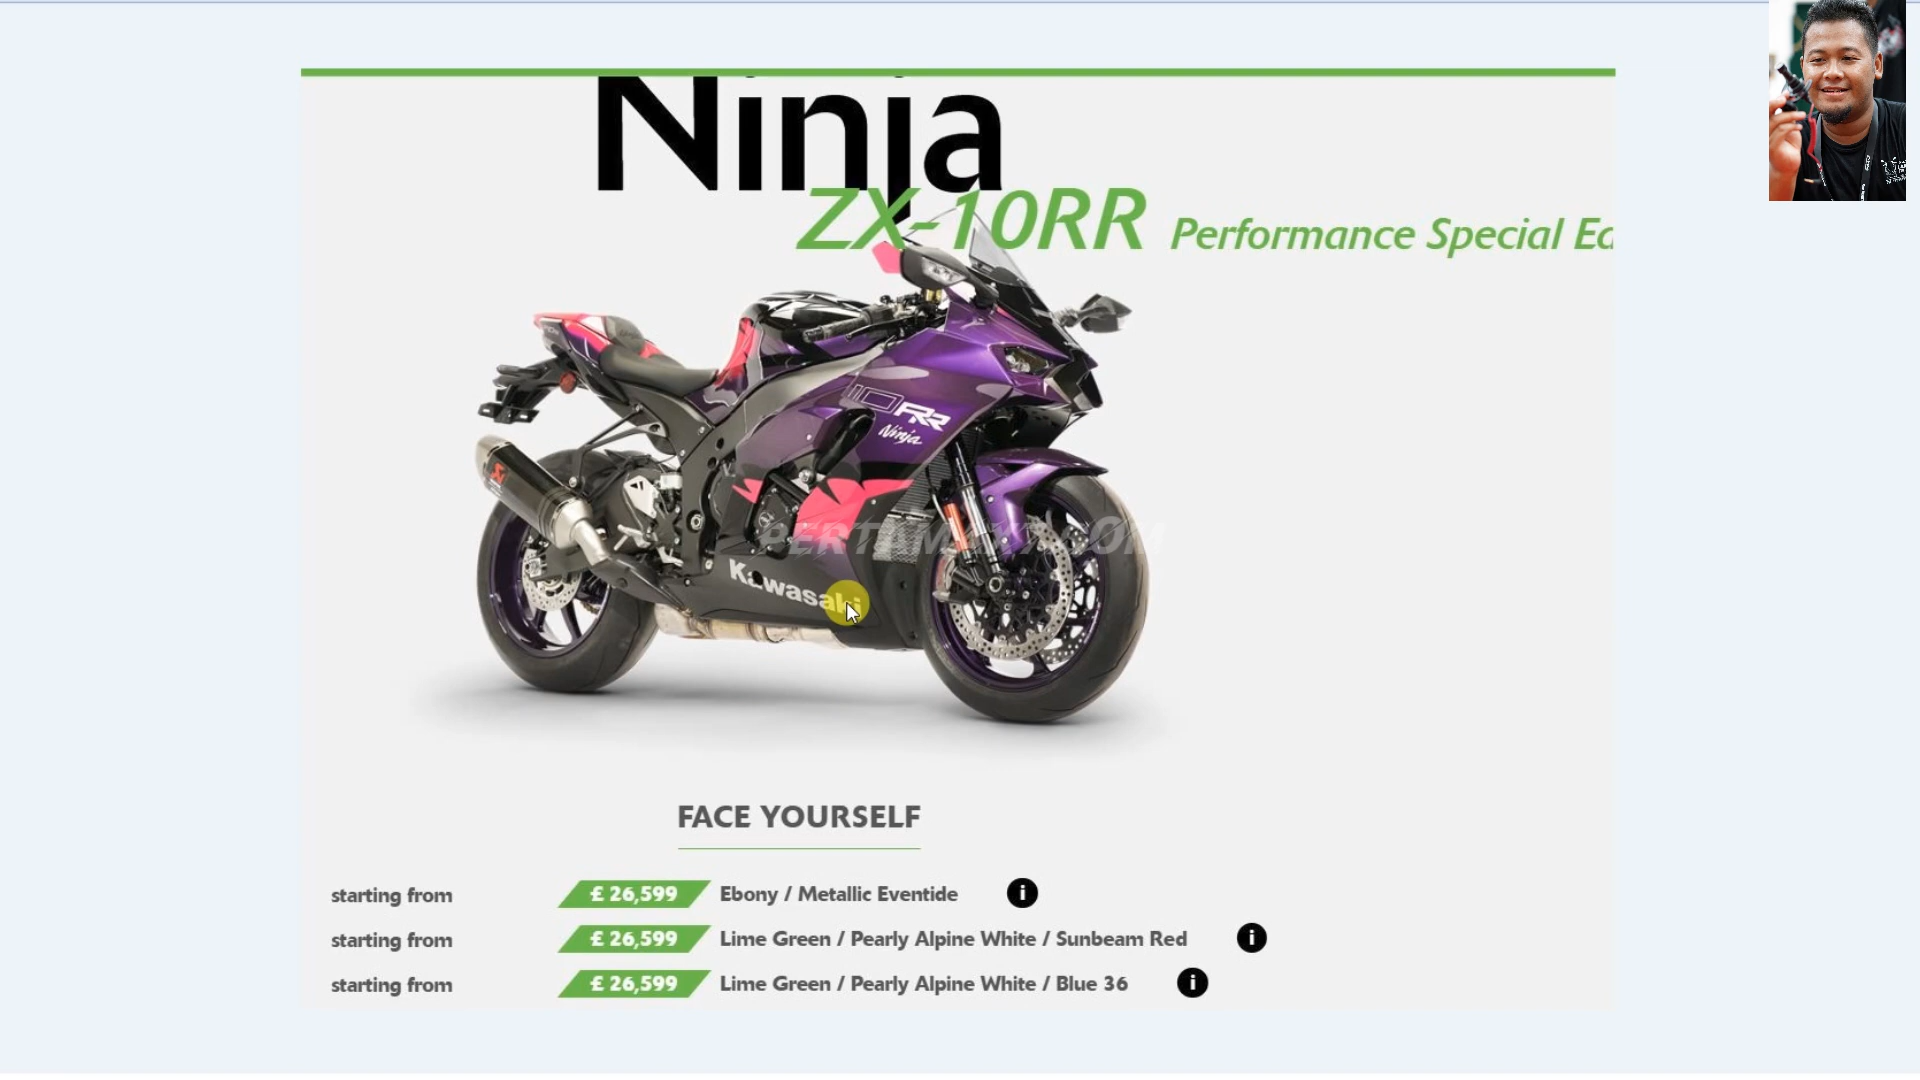 Ninja
ZX-10RR Performance Special Ed
10RR
Ninja
Kawasaki
PERTAMAX7.COM
FACE YOURSELF
starting from £ 26,599 Ebony / Metallic Eventide i
starting from £ 26,599 Lime Green / Pearly Alpine White / Sunbeam Red i
starting from £ 26,599 Lime Green / Pearly Alpine White / Blue 36 i